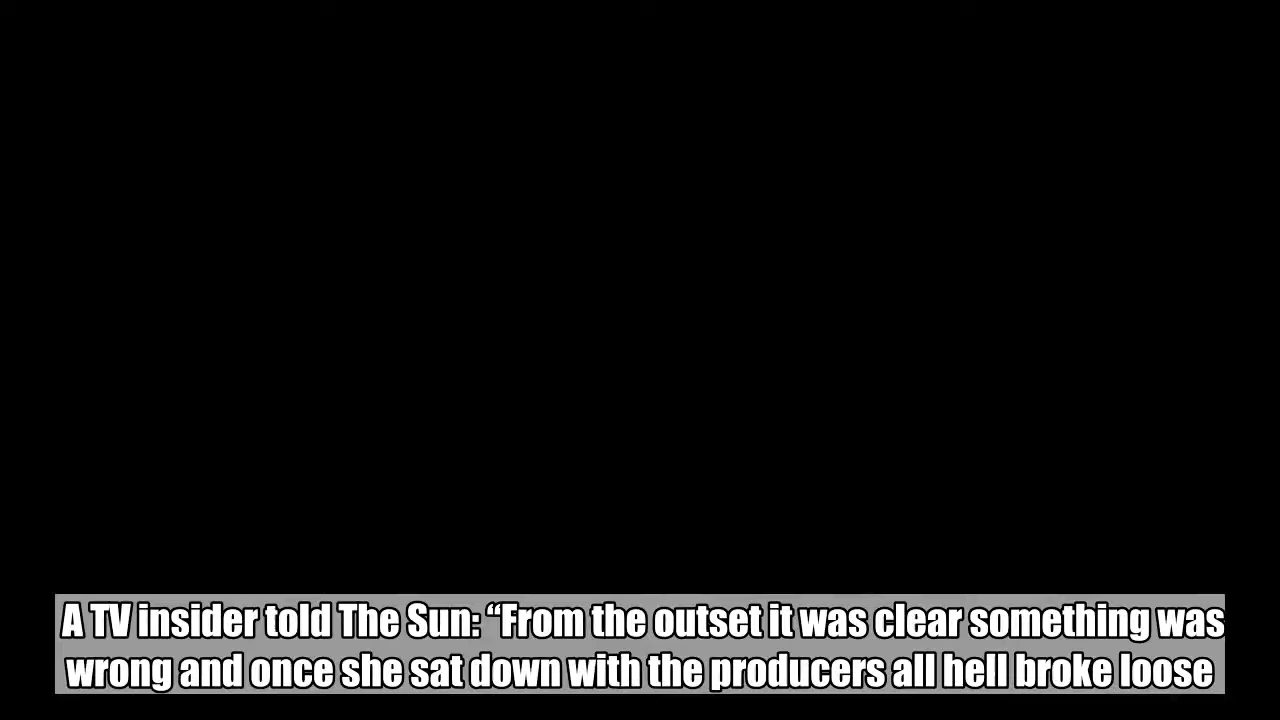 A TV insider told The Sun: “From the outset it was clear something was
wrong and once she sat down with the producers all hell broke loose